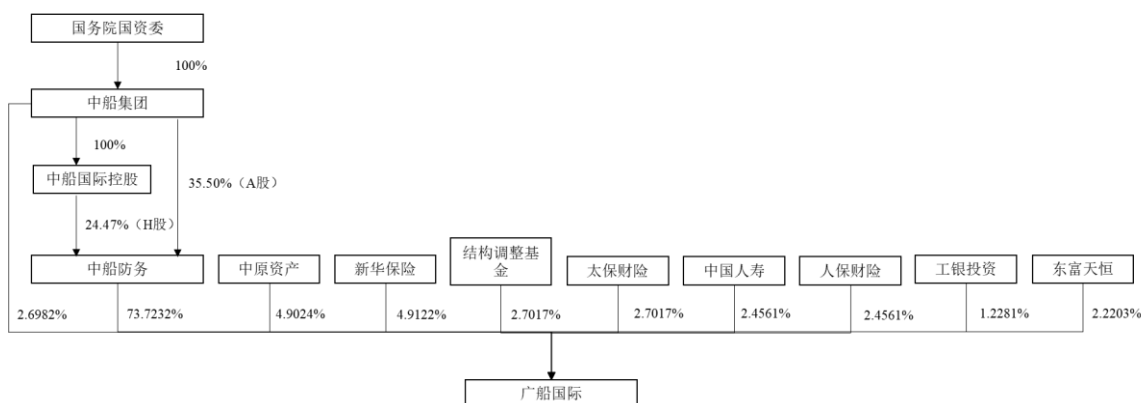 国务院国资委
100%
中船集团
100%
中船国际控股
35.50%（A股）
24.47%（H股）
中船防务
中原资产
新华保险
结构调整基
金
太保财险
中国人寿
人保财险
工银投资
东富天恒
2.6982%
73.7232%
4.9024%
4.9122%
2.7017%
2.7017%
2.4561%
2.4561%
1.2281%
2.2203%
广船国际